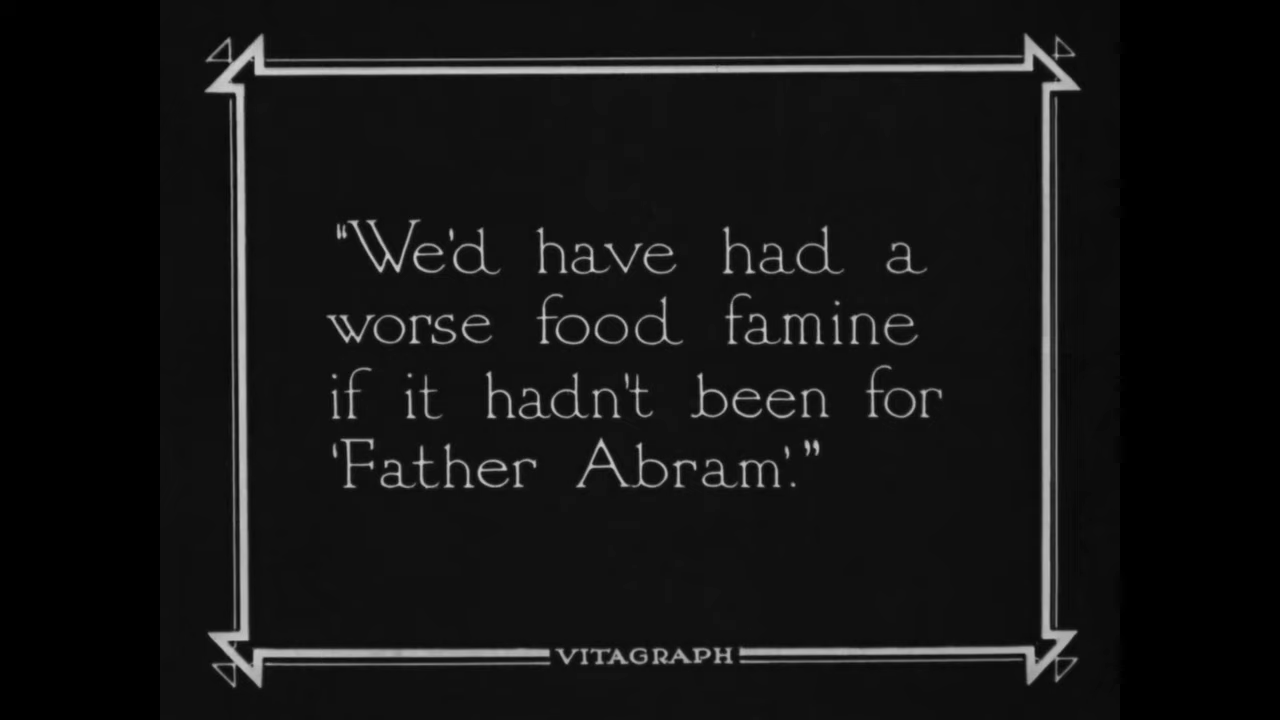 “We'd have had a
worse food famine
if it hadn't been for
'Father Abram'.”
VITAGRAPH